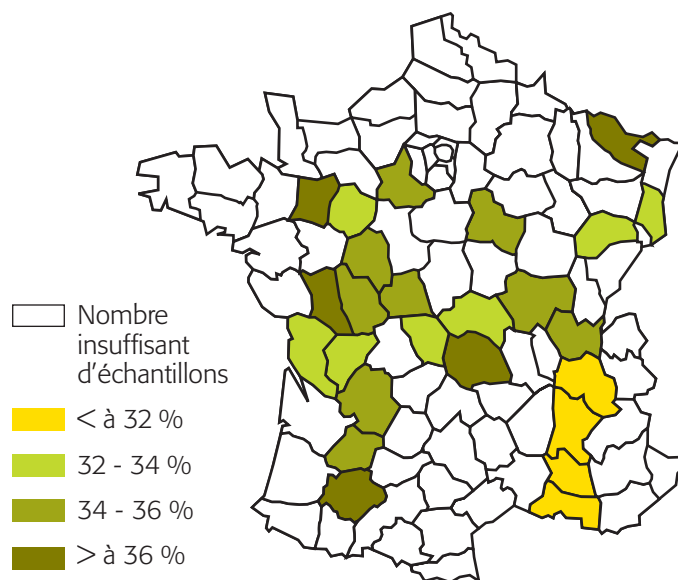 Nombre
insuffisant
d'échantillons
< à 32 %
32 - 34 %
34 - 36 %
> à 36 %